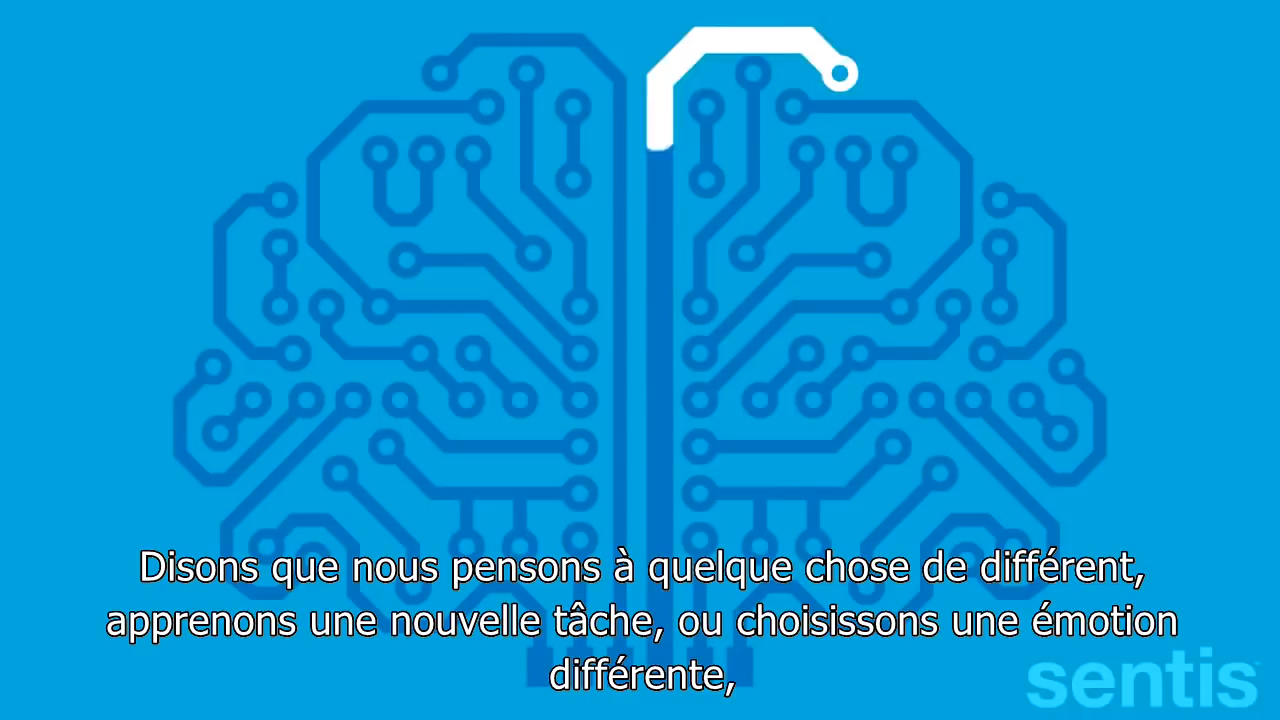 Disons que nous pensons à quelque chose de différent,
apprenons une nouvelle tâche, ou choisissons une émotion
différente,
sentis